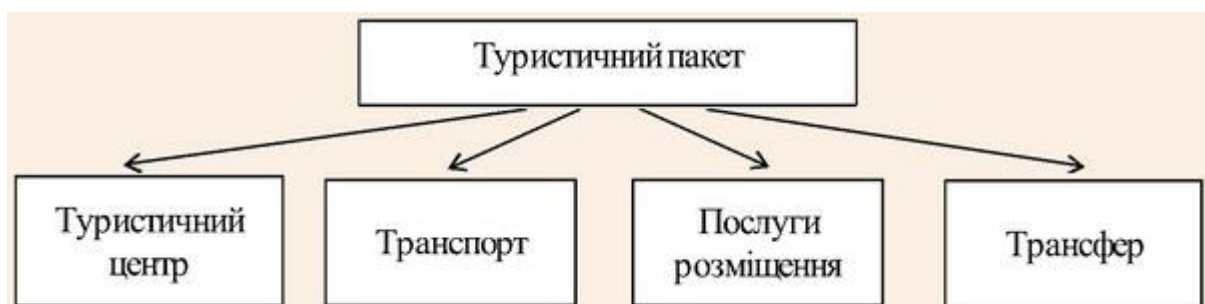 Туристичний пакет
Туристичний
центр
Транспорт
Послуги
розміщення
Трансфер